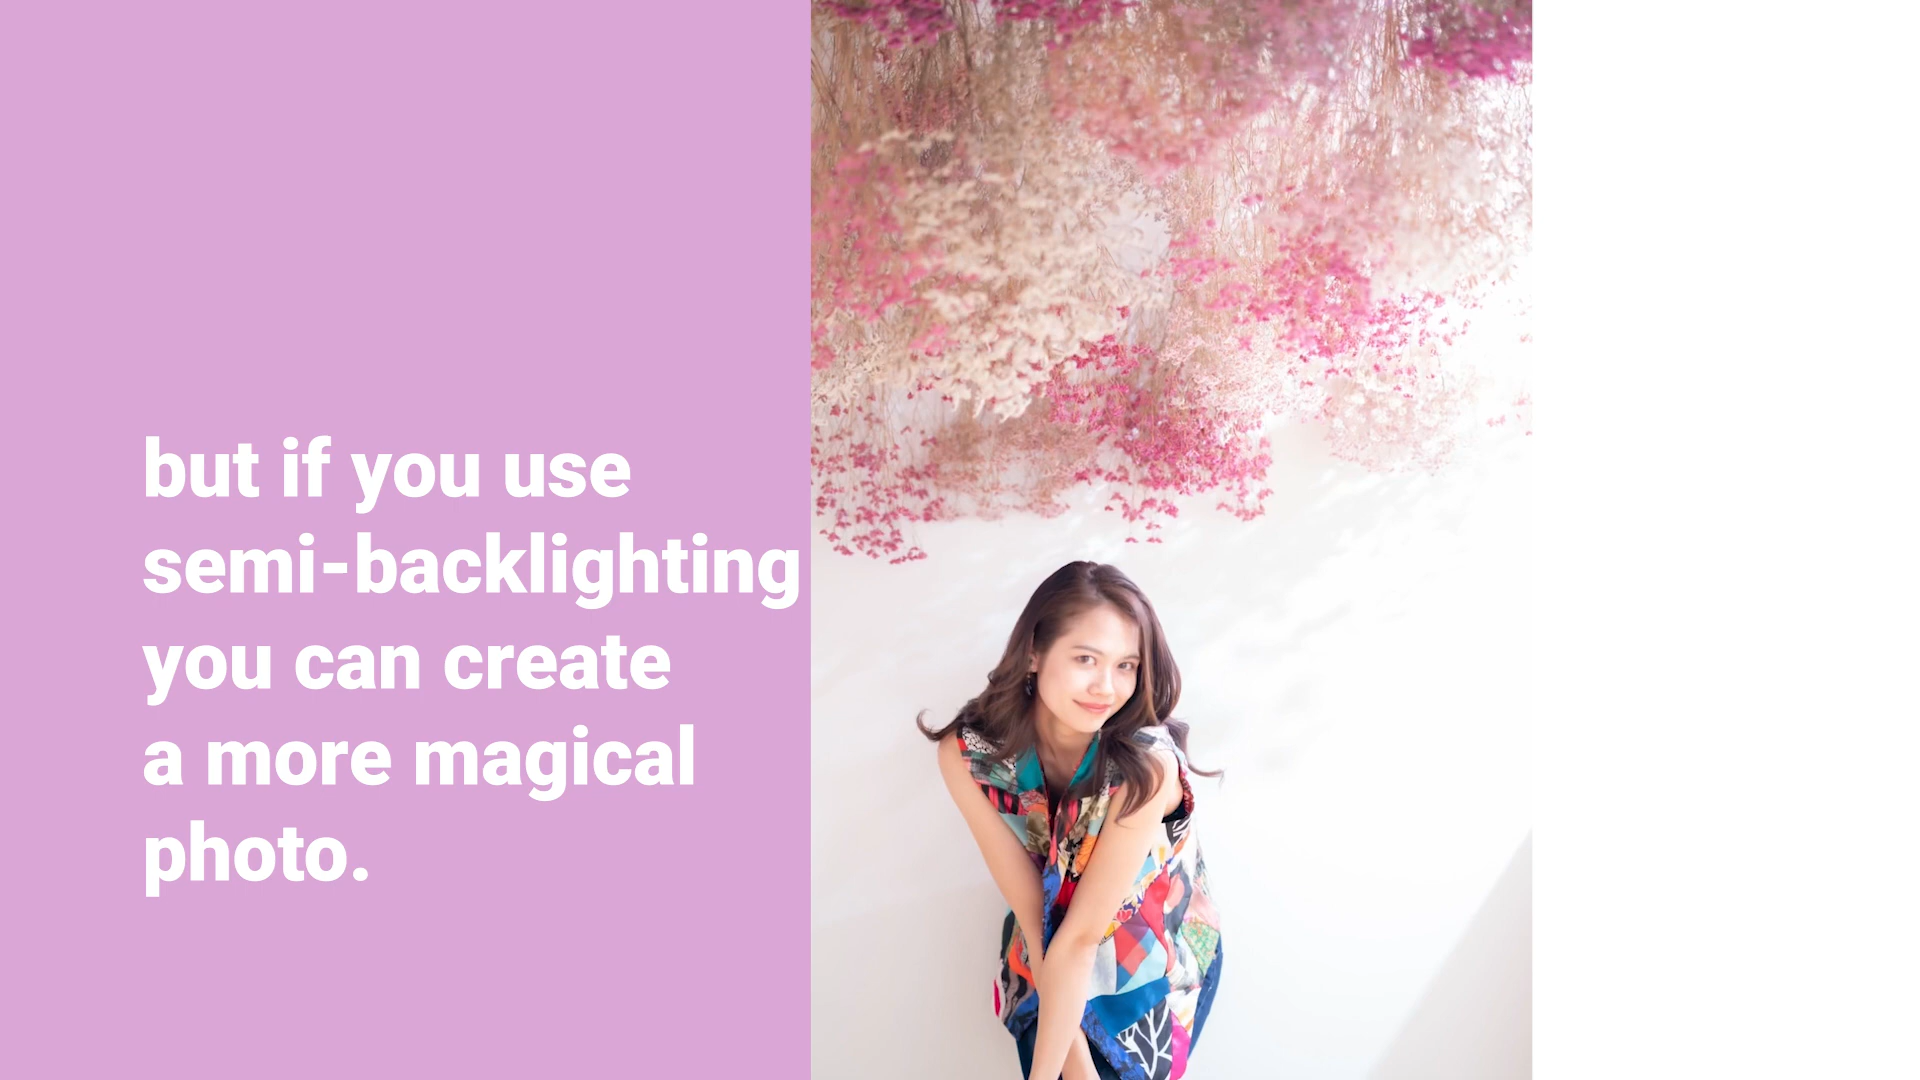 but if you use
semi-backlighting
you can create
a more magical
photo.